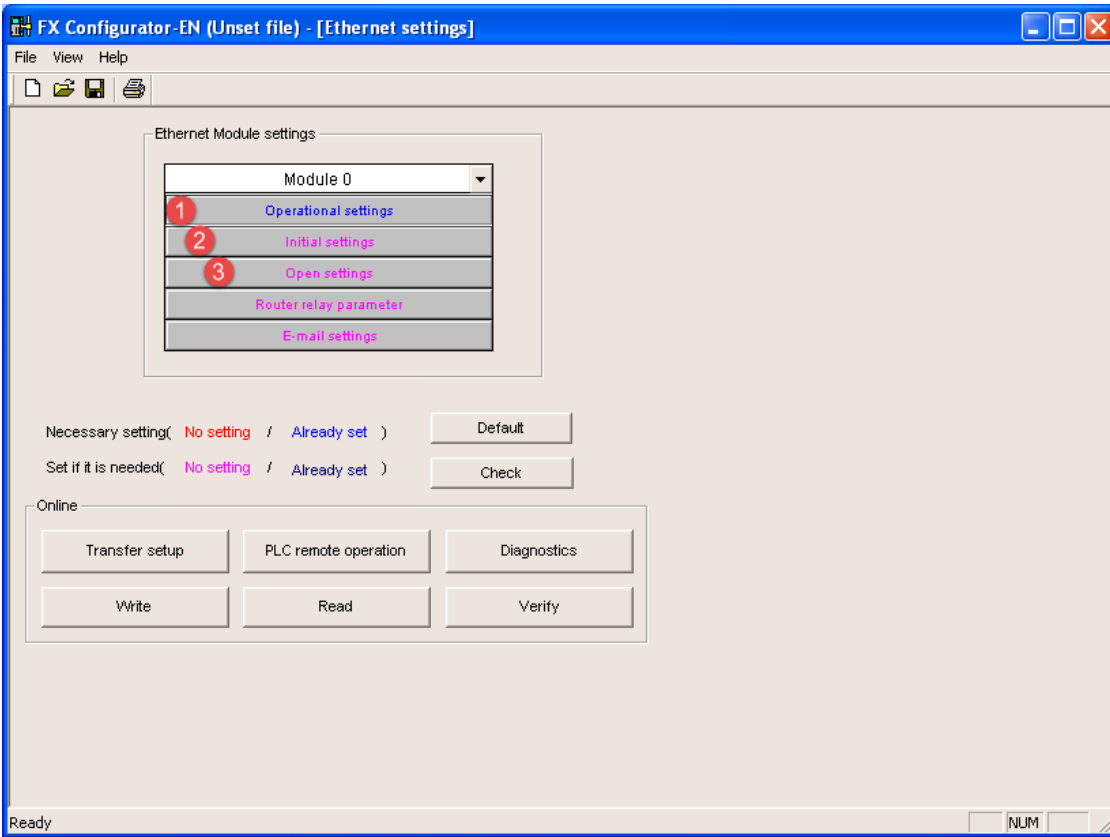 FX Configurator-EN (Unset file) - [Ethernet settings]
File View Help
Ethernet Module settings
Module 0
1 Operational settings
2 Initial settings
3 Open settings
Router relay parameter
E-mail settings
Necessary setting( No setting / Already set ) Default
Set if it is needed( No setting / Already set ) Check
Online
Transfer setup PLC remote operation Diagnostics
Write Read Verify
Ready NUM